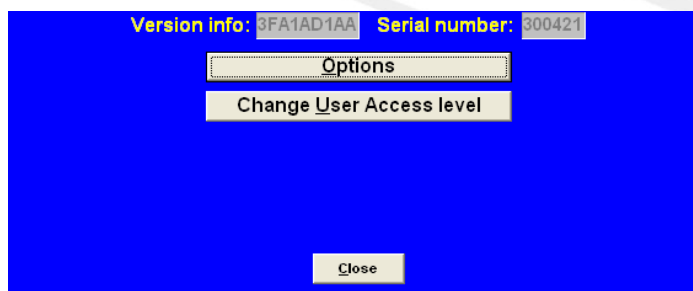 Version info: 3FA1AD1AA Serial number: 300421
Options
Change User Access level
Close